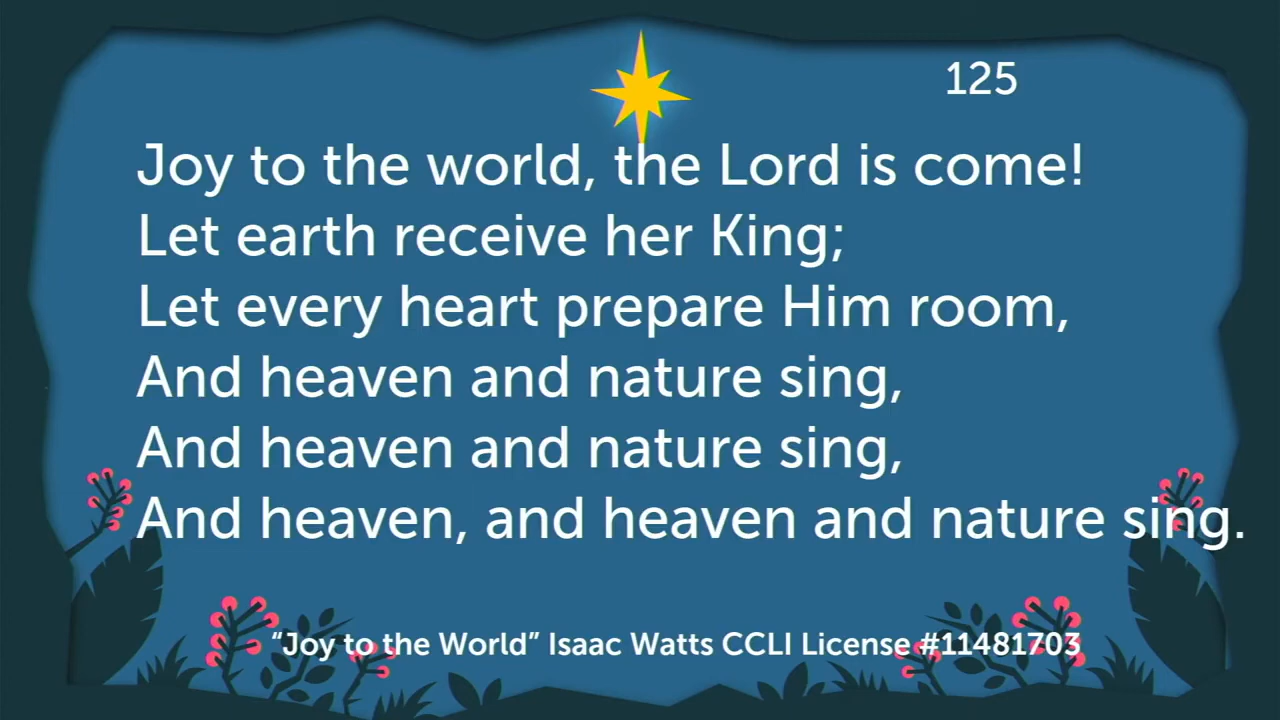 125
Joy to the world, the Lord is come!
Let earth receive her King;
Let every heart prepare Him room,
And heaven and nature sing,
And heaven and nature sing,
And heaven, and heaven and nature sing.
“Joy to the World” Isaac Watts CCLI License #11481703